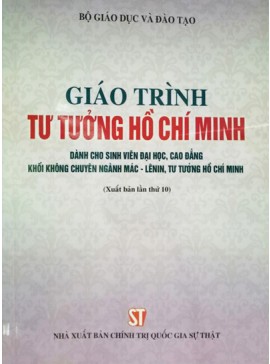 BỘ GIÁO DỤC VÀ ĐÀO TẠO
GIÁO TRÌNH
TƯ TƯỞNG HỒ CHÍ MINH
DÀNH CHO SINH VIÊN ĐẠI HỌC, CAO ĐẲNG
KHỐI KHÔNG CHUYÊN NGÀNH MÁC - LÊNIN, TƯ TƯỞNG HỒ CHÍ MINH
(Xuất bản lần thứ 10)
ST
NHÀ XUẤT BẢN CHÍNH TRỊ QUỐC GIA SỰ THẬT